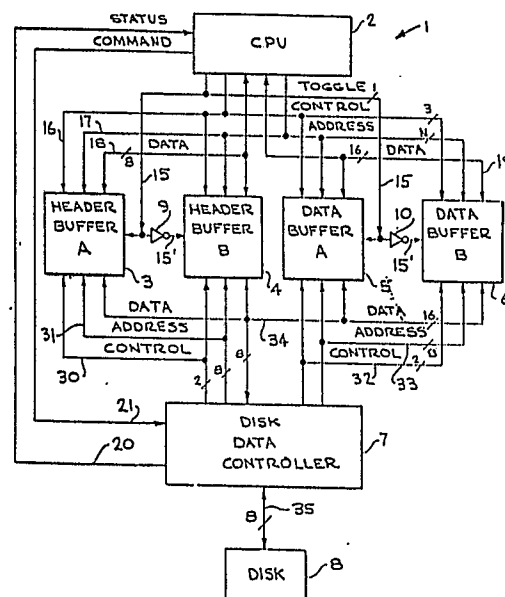 STATUS
COMMAND
2
CPU
1
TOGGLE 1
CONTROL
3
16
17
ADDRESS
N
18
8
DATA
16
DATA
19
15
15
HEADER
BUFFER
A
9
15'
HEADER
BUFFER
B
DATA
BUFFER
A
10
15'
DATA
BUFFER
B
3
4
5
6
DATA
DATA
16
31
ADDRESS
34
ADDRESS
CONTROL
CONTROL
8
30
2
8
8
33
32
2
21
DISK
DATA
CONTROLLER
7
20
8
35
DISK
8